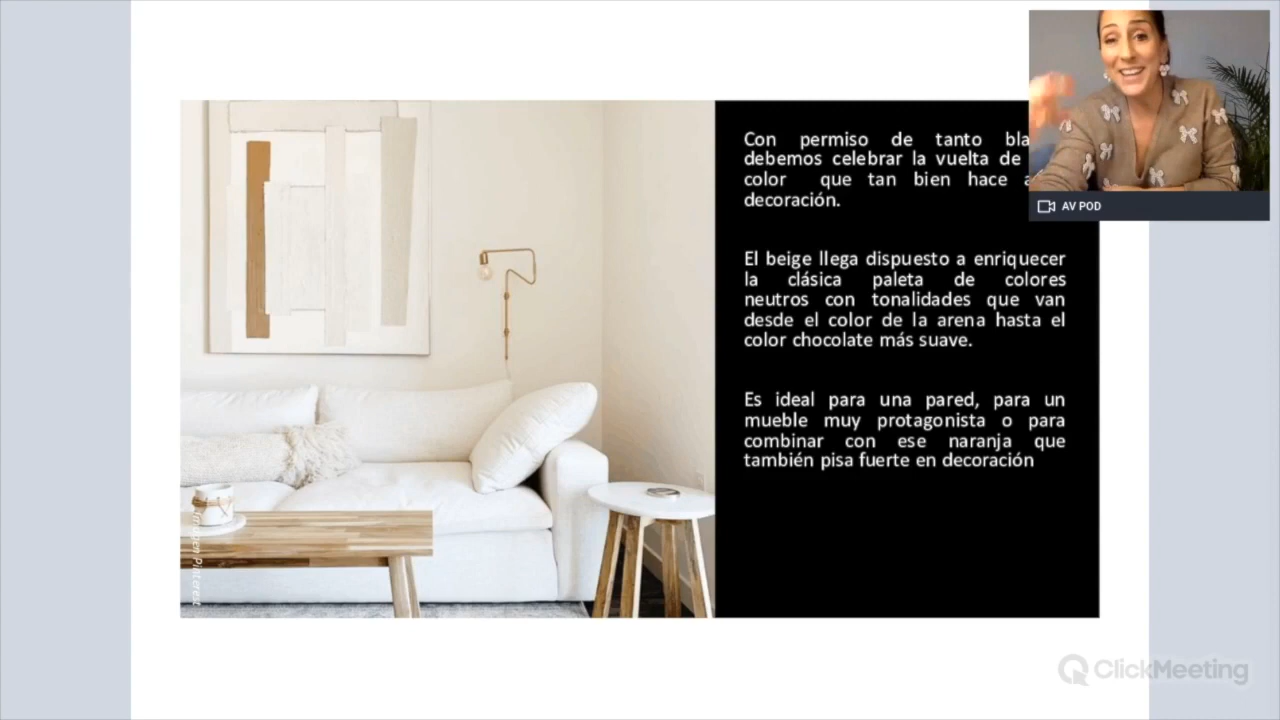 Con permiso de tanto
debemos celebrar la vuelta de
color que tan bien hace
decoración.
El beige llega dispuesto a enriquecer
la clásica paleta de colores
neutros con tonalidades que van
desde el color de la arena hasta el
color chocolate más suave.
Es ideal para una pared, para un
mueble muy protagonista o para
combinar con ese naranja que
también pisa fuerte en decoración
Imagen Pinterest
AV POD
ClickMeeting